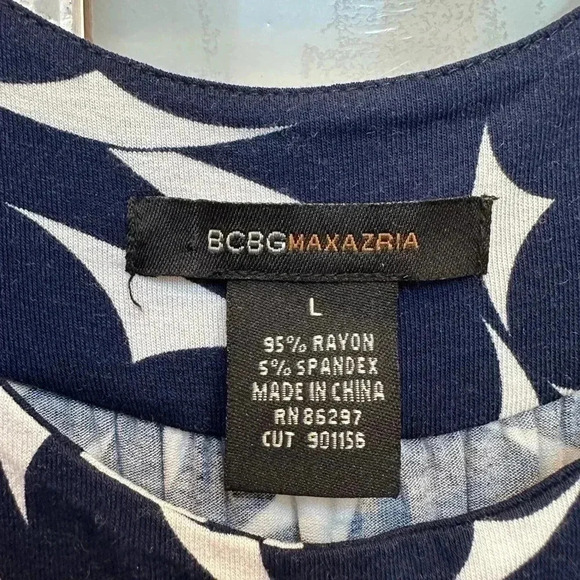 BCBGMAXAZRIA
L
95% RAYON
5% SPANDEX
MADE IN CHINA
RN 86297
CUT 901156